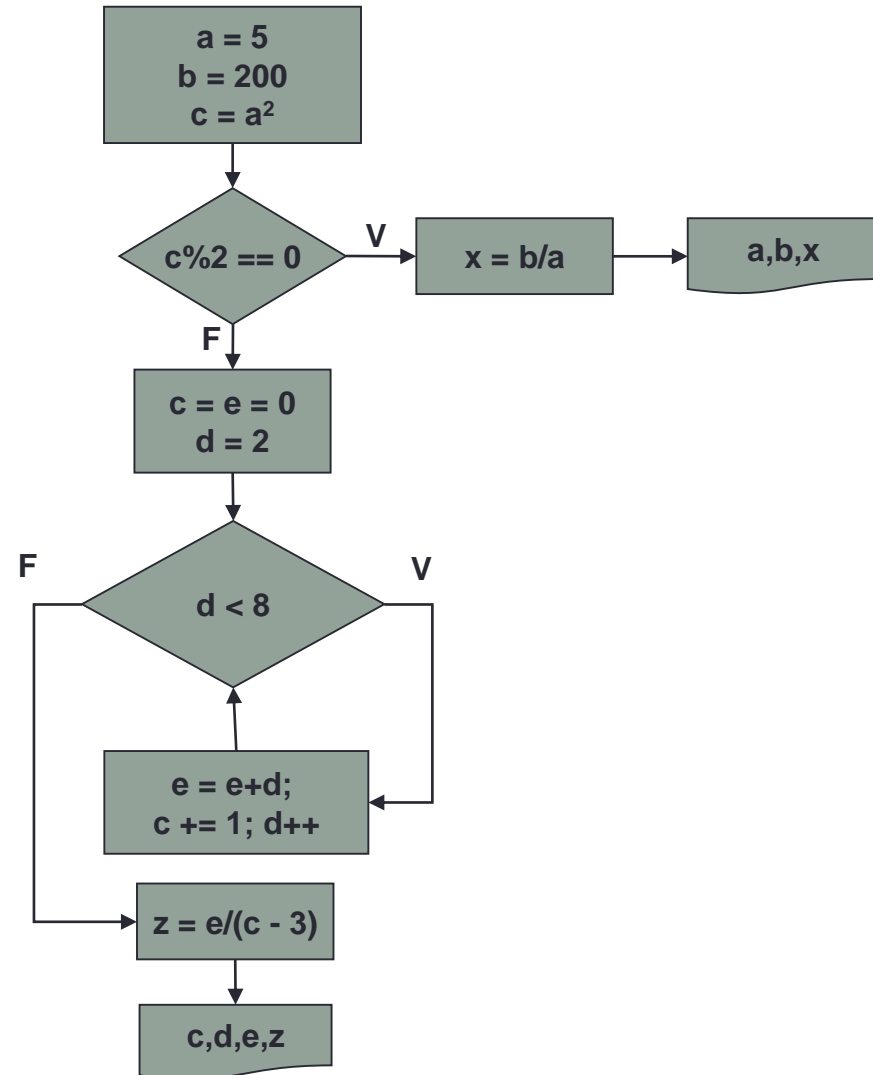 a = 5
b = 200
c = a²
c%2 == 0
V
x = b/a
a,b,x
F
c = e = 0
d = 2
F
V
d < 8
e = e+d;
c += 1; d++
z = e/(c - 3)
c,d,e,z